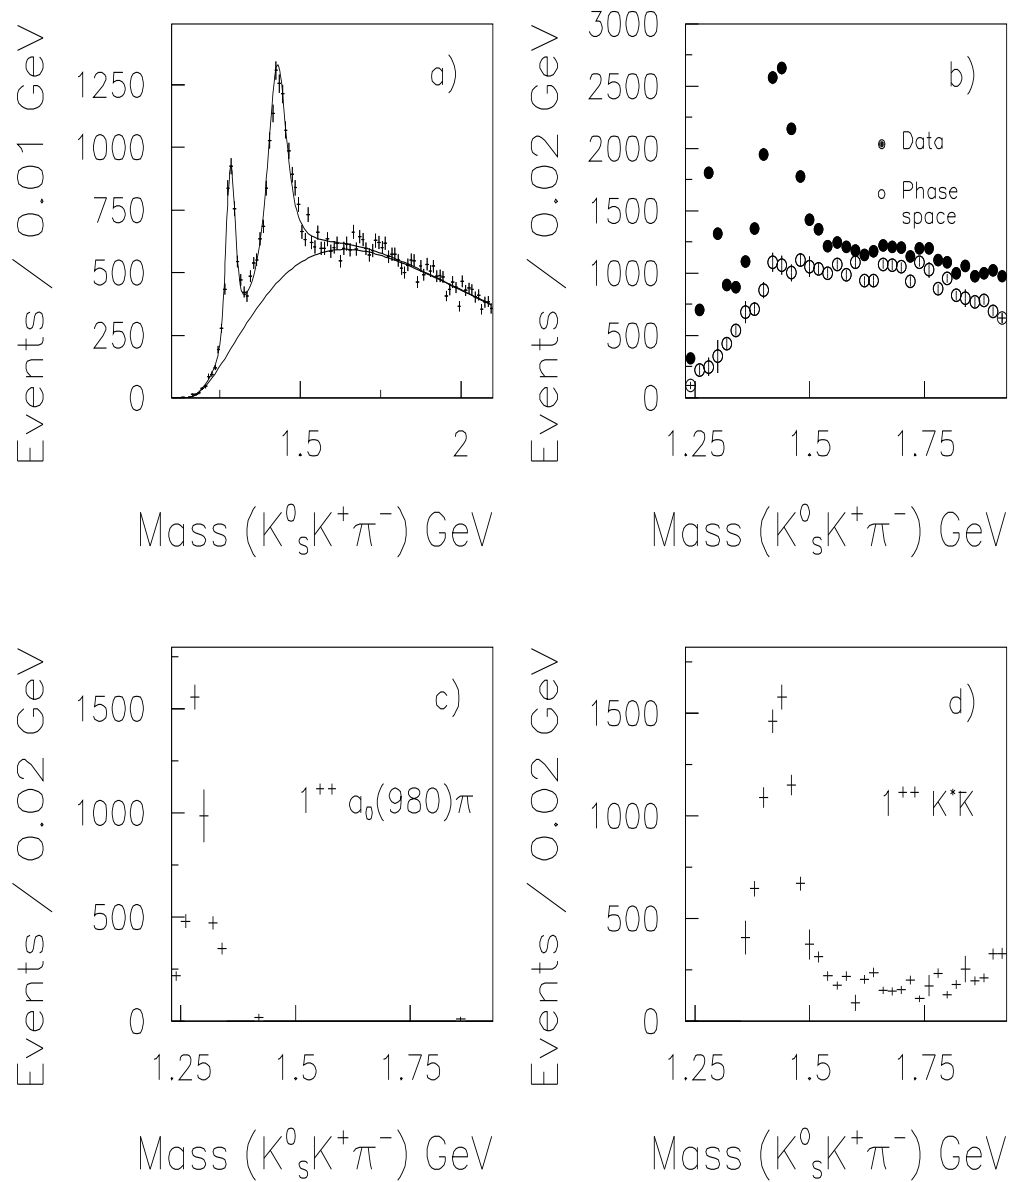 Events / 0.01 GeV
1250
1000
750
500
250
0
a)
1.5
2
Mass (K⁰ₛK⁺π⁻) GeV
Events / 0.02 GeV
3000
2500
2000
1500
1000
500
0
b)
Data
Phase
space
1.25
1.5
1.75
Mass (K⁰ₛK⁺π⁻) GeV
Events / 0.02 GeV
1500
1000
500
0
c)
1⁺⁺ a₀(980)π
1.25
1.5
1.75
Mass (K⁰ₛK⁺π⁻) GeV
Events / 0.02 GeV
1500
1000
500
0
d)
1⁺⁺ K*K̄
1.25
1.5
1.75
Mass (K⁰ₛK⁺π⁻) GeV